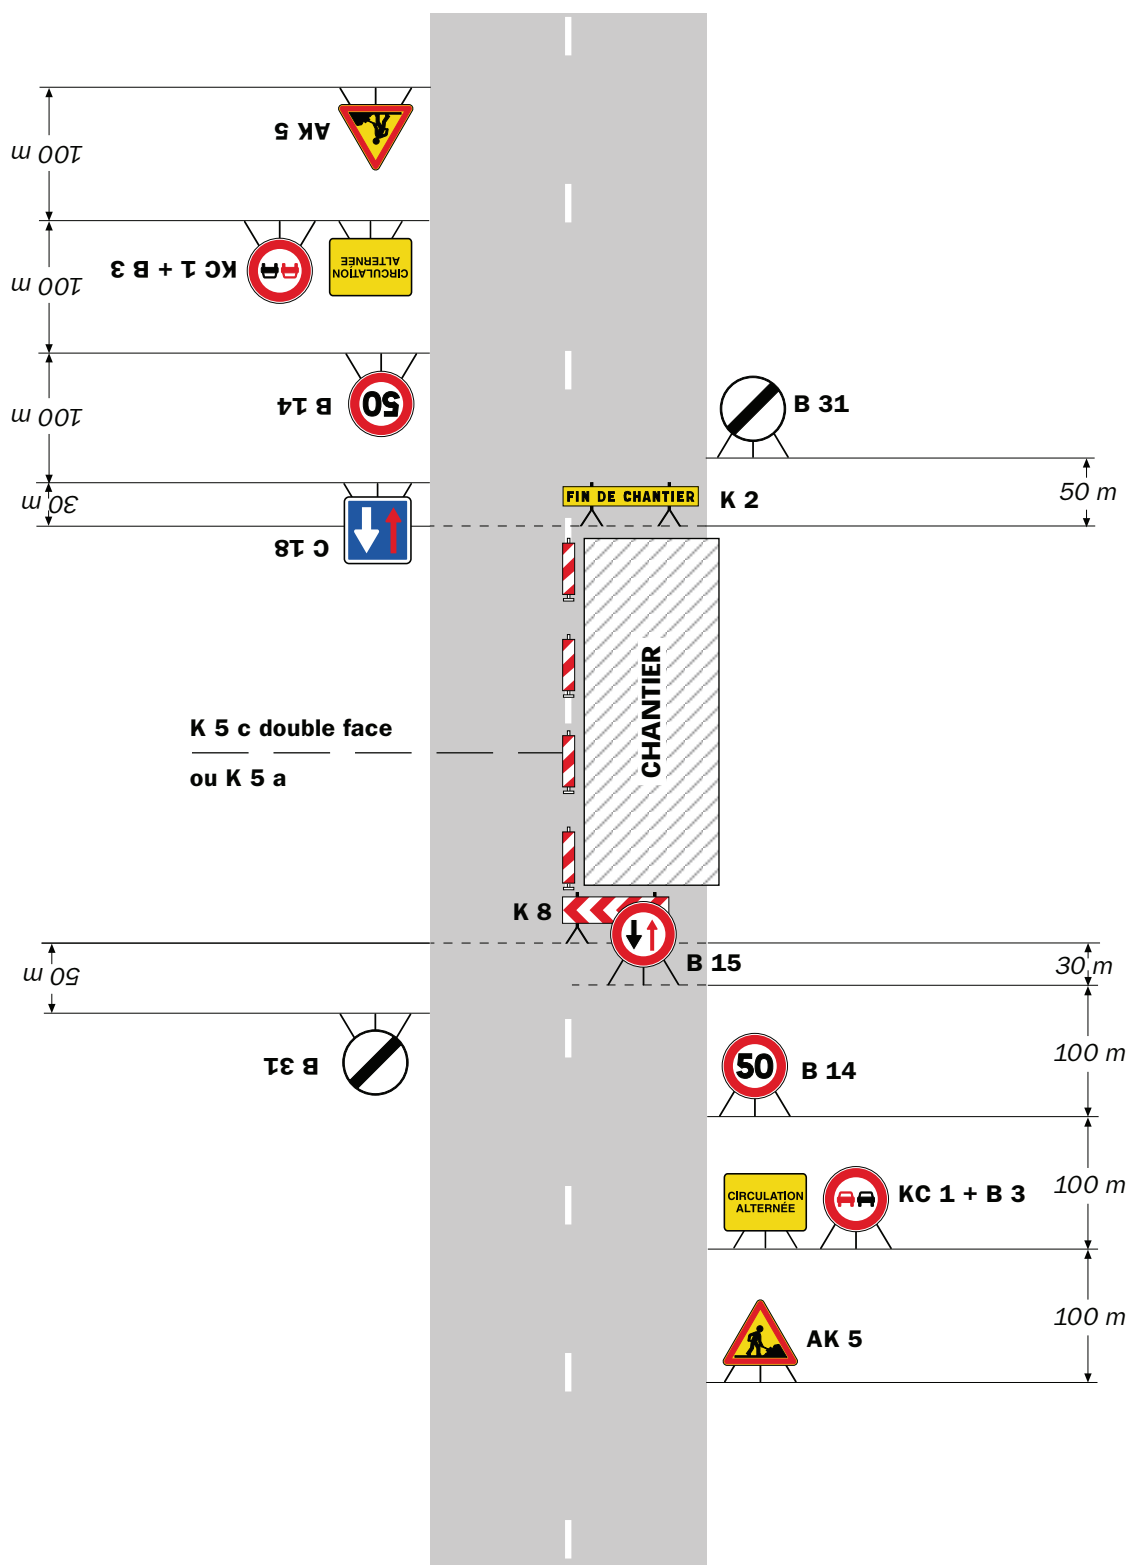 AK 5
100 m
KC 1 + B 3
CIRCULATION
ALTERNÉE
100 m
B 14
50
100 m
B 31
30 m
C 18
FIN DE CHANTIER
K 2
50 m
CHANTIER
K 5 c double face
ou K 5 a
K 8
B 15
50 m
30 m
B 31
50
B 14
100 m
CIRCULATION
ALTERNÉE
KC 1 + B 3
100 m
AK 5
100 m